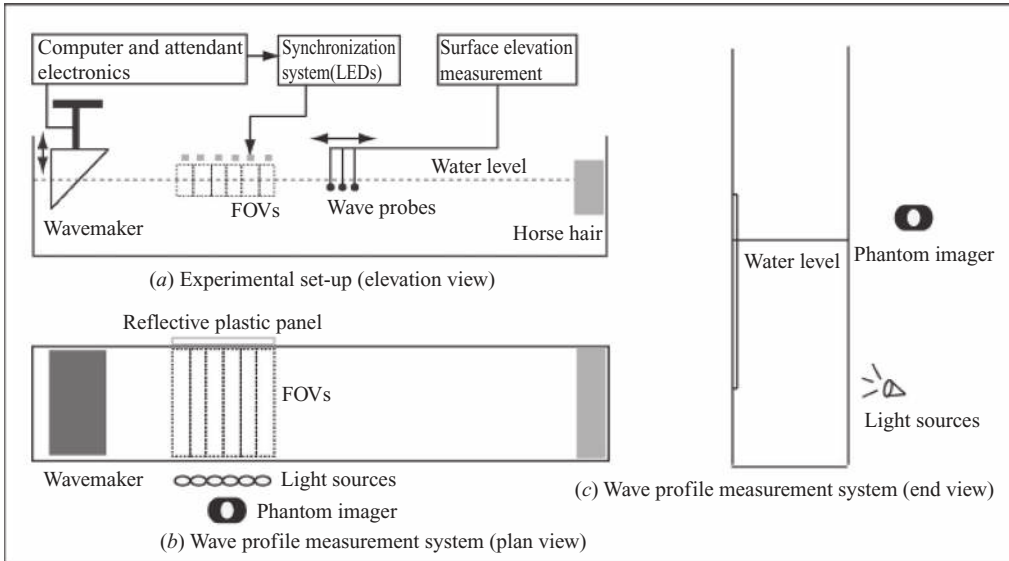 Computer and attendant
electronics
Synchronization
system(LEDs)
Surface elevation
measurement
Water level
FOVs
Wave probes
Wavemaker
Horse hair
(a) Experimental set-up (elevation view)
Reflective plastic panel
FOVs
Wavemaker
Light sources
Phantom imager
(b) Wave profile measurement system (plan view)
Water level
Phantom imager
Light sources
(c) Wave profile measurement system (end view)